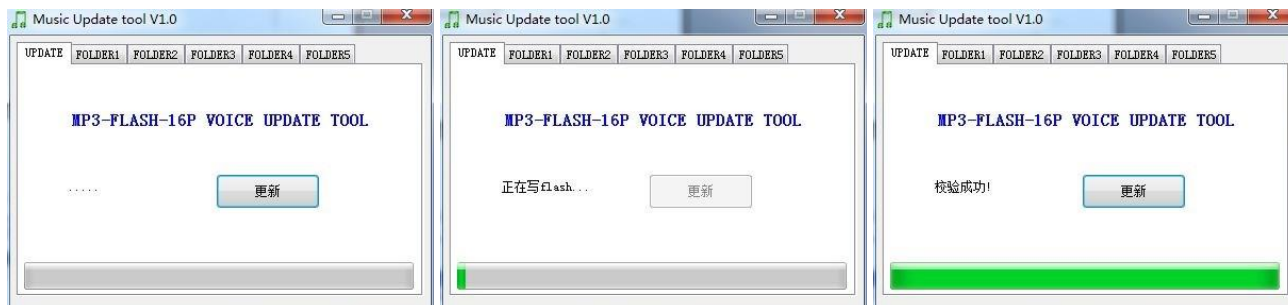 Music Update tool V1.0
UPDATE FOLDER1 FOLDER2 FOLDER3 FOLDER4 FOLDER5
MP3-FLASH-16P VOICE UPDATE TOOL
..... 更新
Music Update tool V1.0
UPDATE FOLDER1 FOLDER2 FOLDER3 FOLDER4 FOLDER5
MP3-FLASH-16P VOICE UPDATE TOOL
正在写flash... 更新
Music Update tool V1.0
UPDATE FOLDER1 FOLDER2 FOLDER3 FOLDER4 FOLDER5
MP3-FLASH-16P VOICE UPDATE TOOL
校验成功! 更新